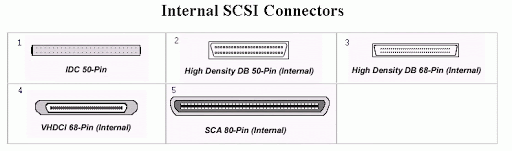 Internal SCSI Connectors
1
IDC 50-Pin
2
High Density DB 50-Pin (Internal)
3
High Density DB 68-Pin (Internal)
4
VHDCI 68-Pin (Internal)
5
SCA 80-Pin (Internal)